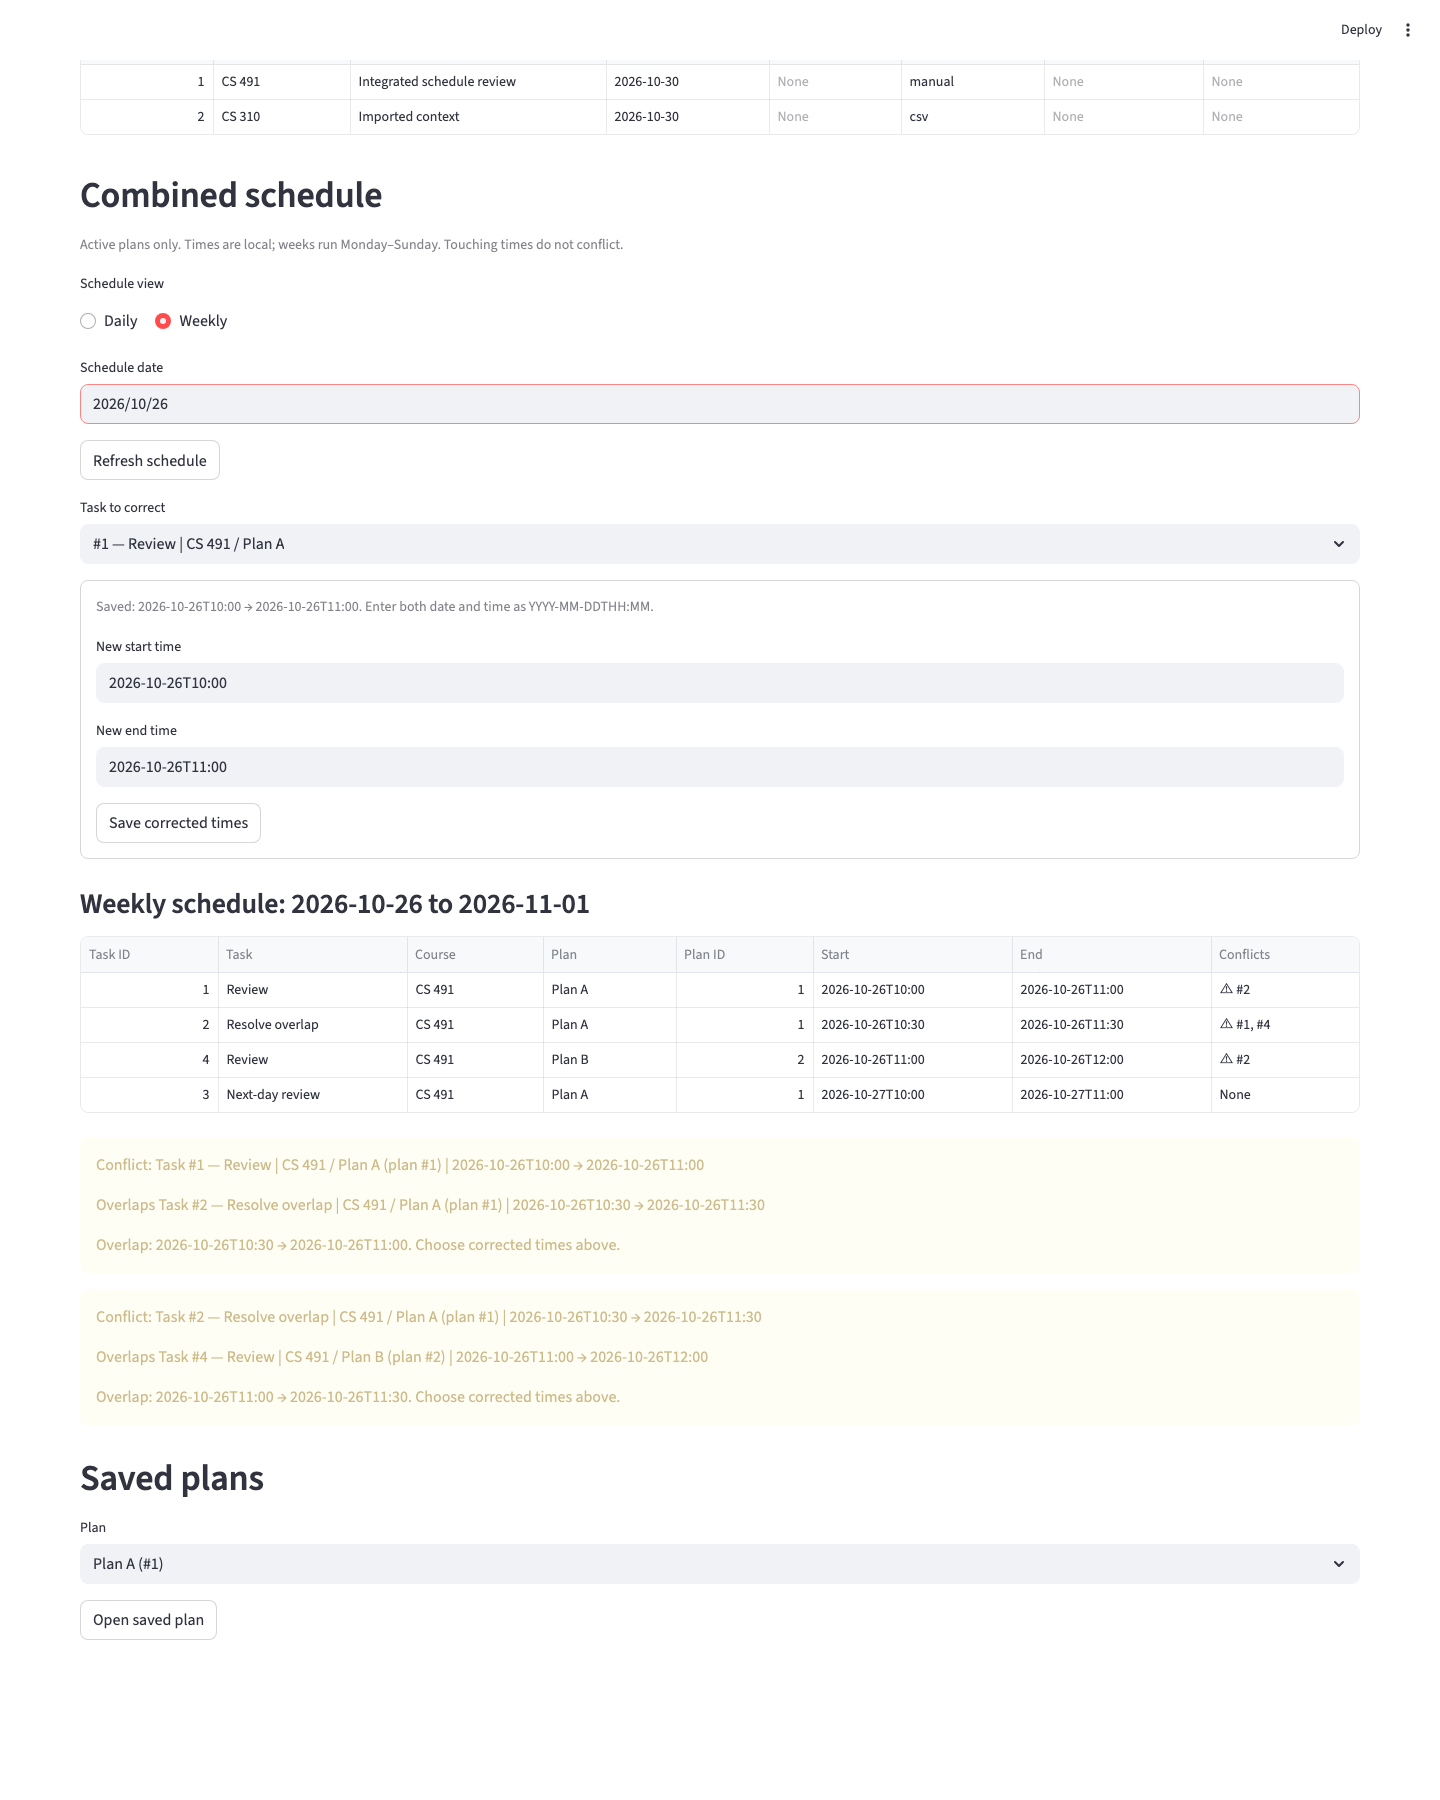 Deploy
1 CS 491 Integrated schedule review 2026-10-30 None manual None None
2 CS 310 Imported context 2026-10-30 None csv None None
Combined schedule
Active plans only. Times are local; weeks run Monday–Sunday. Touching times do not conflict.
Schedule view
Daily Weekly
Schedule date
2026/10/26
Refresh schedule
Task to correct
#1 — Review | CS 491 / Plan A
Saved: 2026-10-26T10:00 → 2026-10-26T11:00. Enter both date and time as YYYY-MM-DDTHH:MM.
New start time
2026-10-26T10:00
New end time
2026-10-26T11:00
Save corrected times
Weekly schedule: 2026-10-26 to 2026-11-01
Task ID Task Course Plan Plan ID Start End Conflicts
1 Review CS 491 Plan A 1 2026-10-26T10:00 2026-10-26T11:00 ⚠ #2
2 Resolve overlap CS 491 Plan A 1 2026-10-26T10:30 2026-10-26T11:30 ⚠ #1, #4
4 Review CS 491 Plan B 2 2026-10-26T11:00 2026-10-26T12:00 ⚠ #2
3 Next-day review CS 491 Plan A 1 2026-10-27T10:00 2026-10-27T11:00 None
Conflict: Task #1 — Review | CS 491 / Plan A (plan #1) | 2026-10-26T10:00 → 2026-10-26T11:00
Overlaps Task #2 — Resolve overlap | CS 491 / Plan A (plan #1) | 2026-10-26T10:30 → 2026-10-26T11:30
Overlap: 2026-10-26T10:30 → 2026-10-26T11:00. Choose corrected times above.
Conflict: Task #2 — Resolve overlap | CS 491 / Plan A (plan #1) | 2026-10-26T10:30 → 2026-10-26T11:30
Overlaps Task #4 — Review | CS 491 / Plan B (plan #2) | 2026-10-26T11:00 → 2026-10-26T12:00
Overlap: 2026-10-26T11:00 → 2026-10-26T11:30. Choose corrected times above.
Saved plans
Plan
Plan A (#1)
Open saved plan